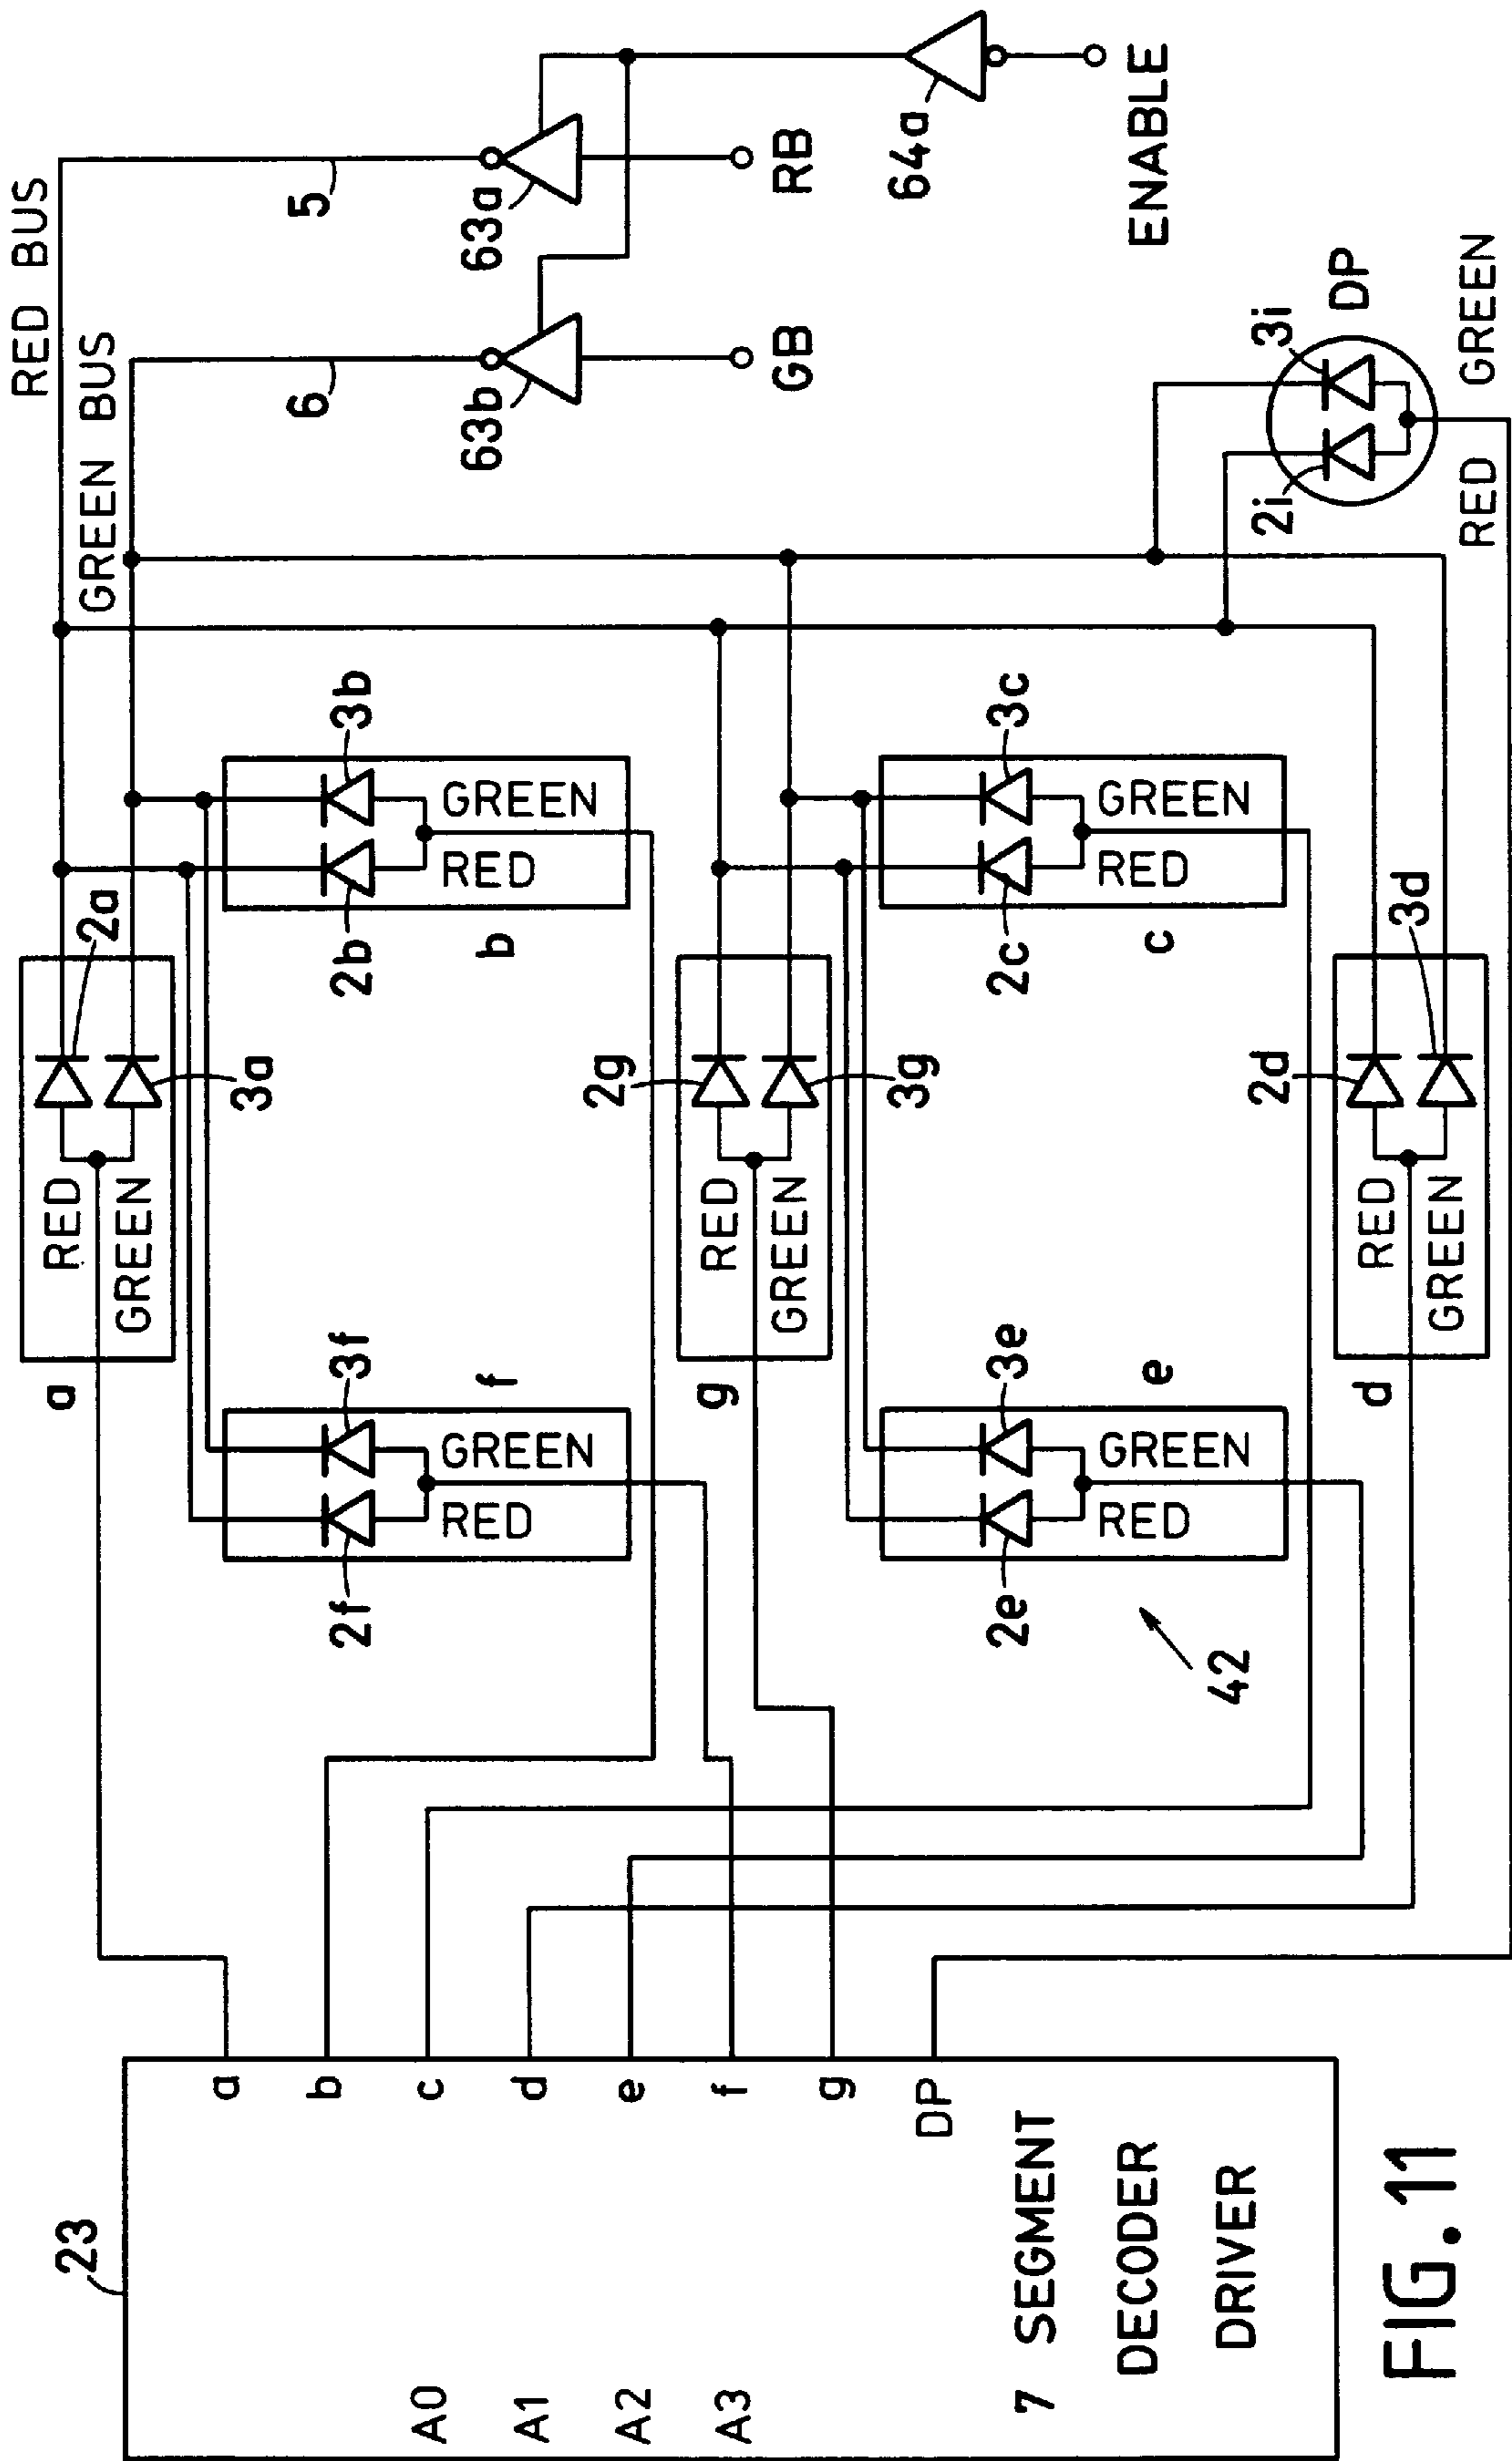 23
A0
A1
A2
A3
a
b
c
d
e
f
g
DP
7 SEGMENT
DECODER
DRIVER
a
RED
GREEN
2a
3a
f
2f
3f
RED
GREEN
b
2b
3b
RED
GREEN
g
RED
GREEN
2g
3g
e
2e
3e
RED
GREEN
c
2c
3c
RED
GREEN
d
RED
GREEN
2d
3d
42
RED BUS
GREEN BUS
5
6
63a
63b
RB
GB
64a
ENABLE
2i
3i
DP
RED
GREEN
FIG. 11